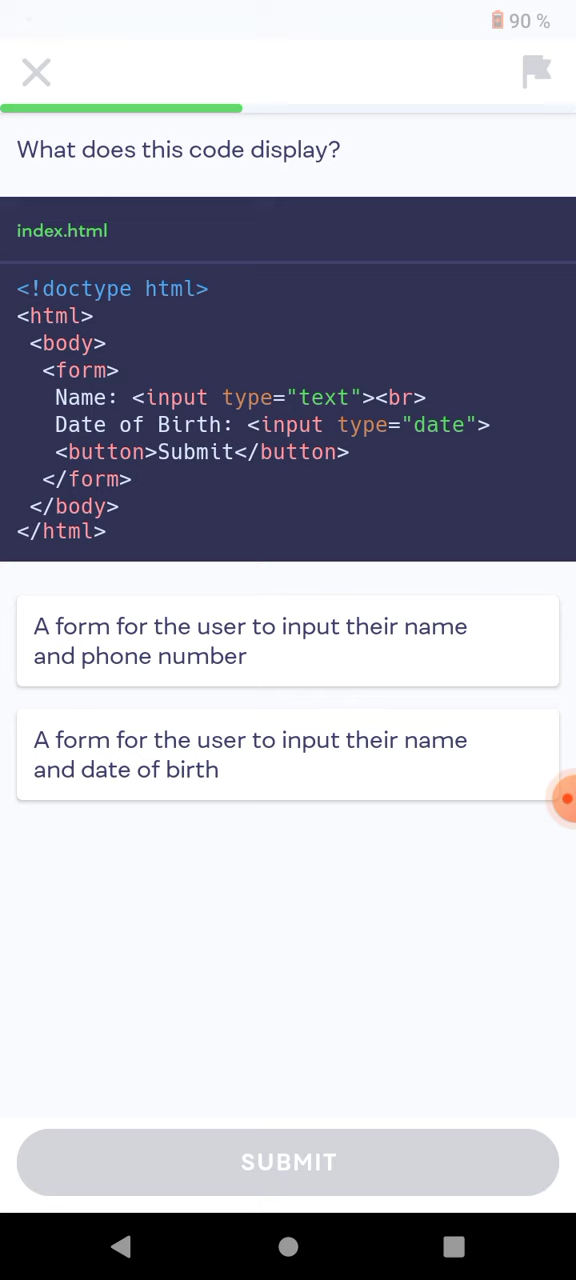 90 %
What does this code display?
index.html
<!doctype html>
<html>
<body>
<form>
Name: <input type="text"><br>
Date of Birth: <input type="date">
<button>Submit</button>
</form>
</body>
</html>
A form for the user to input their name
and phone number
A form for the user to input their name
and date of birth
SUBMIT